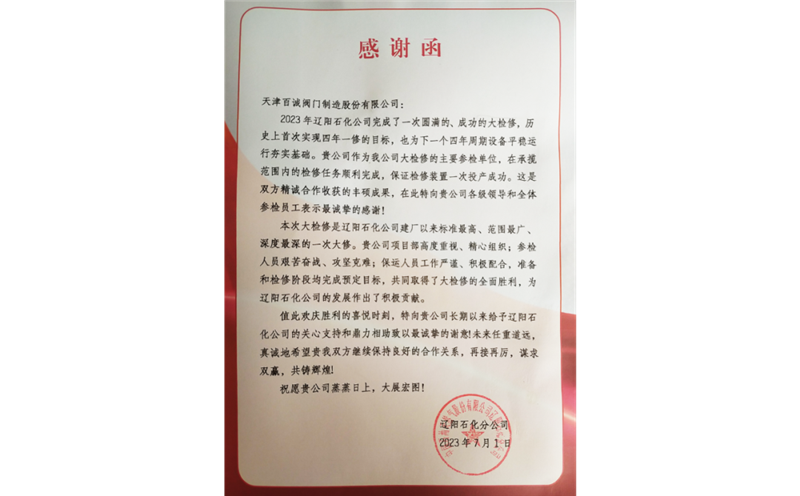 感谢函
天津百诚阀门制造股份有限公司：
2023年辽阳石化公司完成了一次圆满的、成功的大检修，历
史上首次实现四年一修的目标，也为下一个四年周期设备平稳运
行夯实基础。贵公司作为我公司大检修的主要参检单位，在承揽
范围内的检修任务顺利完成，保证检修装置一次投产成功。这是
双方精诚合作收获的丰硕成果，在此特向贵公司各级领导和全体
参检员工表示最诚挚的感谢！
本次大检修是辽阳石化公司建厂以来标准最高、范围最广、
深度最深的一次大修。贵公司项目部高度重视、精心组织；参检
人员艰苦奋战、攻坚克难；保运人员工作严谨、积极配合，准备
和检修阶段均完成预定目标，共同取得了大检修的全面胜利，为
辽阳石化公司的发展作出了积极贡献。
值此欢庆胜利的喜悦时刻，特向贵公司长期以来给予辽阳石
化公司的关心支持和鼎力相助致以最诚挚的谢意！未来任重道远，
真诚地希望贵我双方继续保持良好的合作关系，再接再厉，谋求
双赢，共铸辉煌！
祝愿贵公司蒸蒸日上，大展宏图！
辽阳石化分公司
2023年7月1日